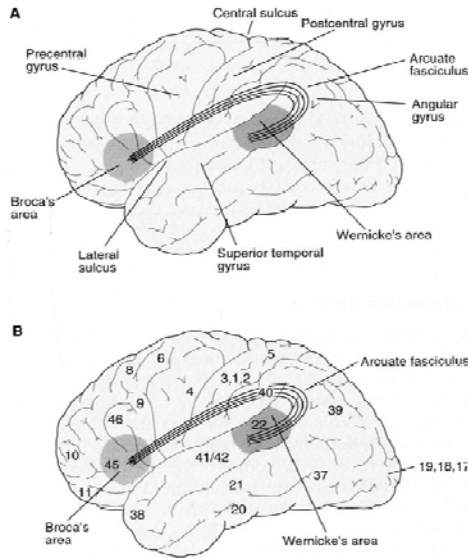 A
Central sulcus
Postcentral gyrus
Precentral
gyrus
Arcuate
fasciculus
Angular
gyrus
Broca's
area
Wernicke's area
Lateral
sulcus
Superior temporal
gyrus
B
6
5
8
Arcuate fasciculus
3,1,2
4
40
9
39
46
22
10
45
41/42
19,18,17
37
11
21
Broca's
area
38
20
Wernicke's area